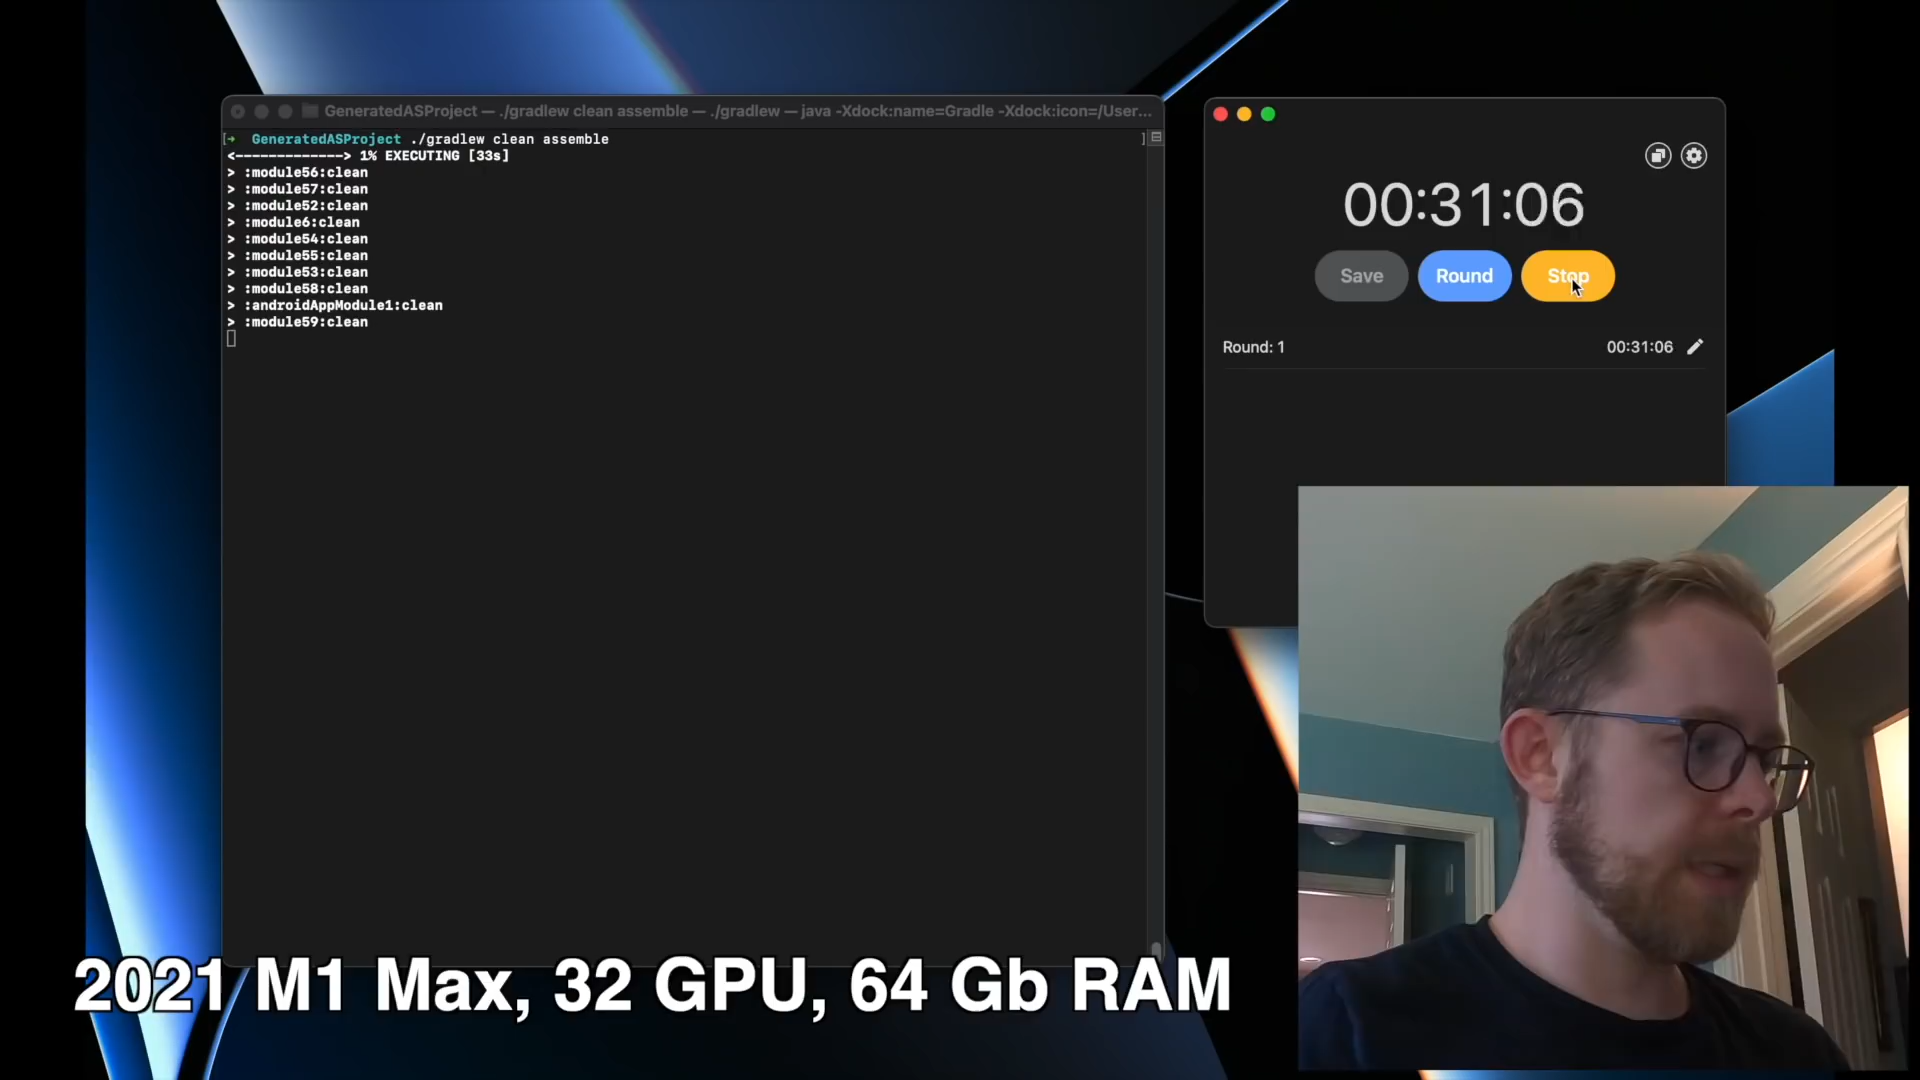 GeneratedASProject — ./gradlew clean assemble — ./gradlew — java -Xdock:name=Gradle -Xdock:icon=/User...
[→ GeneratedASProject ./gradlew clean assemble ]
<-------------> 1% EXECUTING [33s]
> :module56:clean
> :module57:clean
> :module52:clean
> :module6:clean
> :module54:clean
> :module55:clean
> :module53:clean
> :module58:clean
> :androidAppModule1:clean
> :module59:clean
00:31:06
Save Round Stop
Round: 1 00:31:06
2021 M1 Max, 32 GPU, 64 Gb RAM